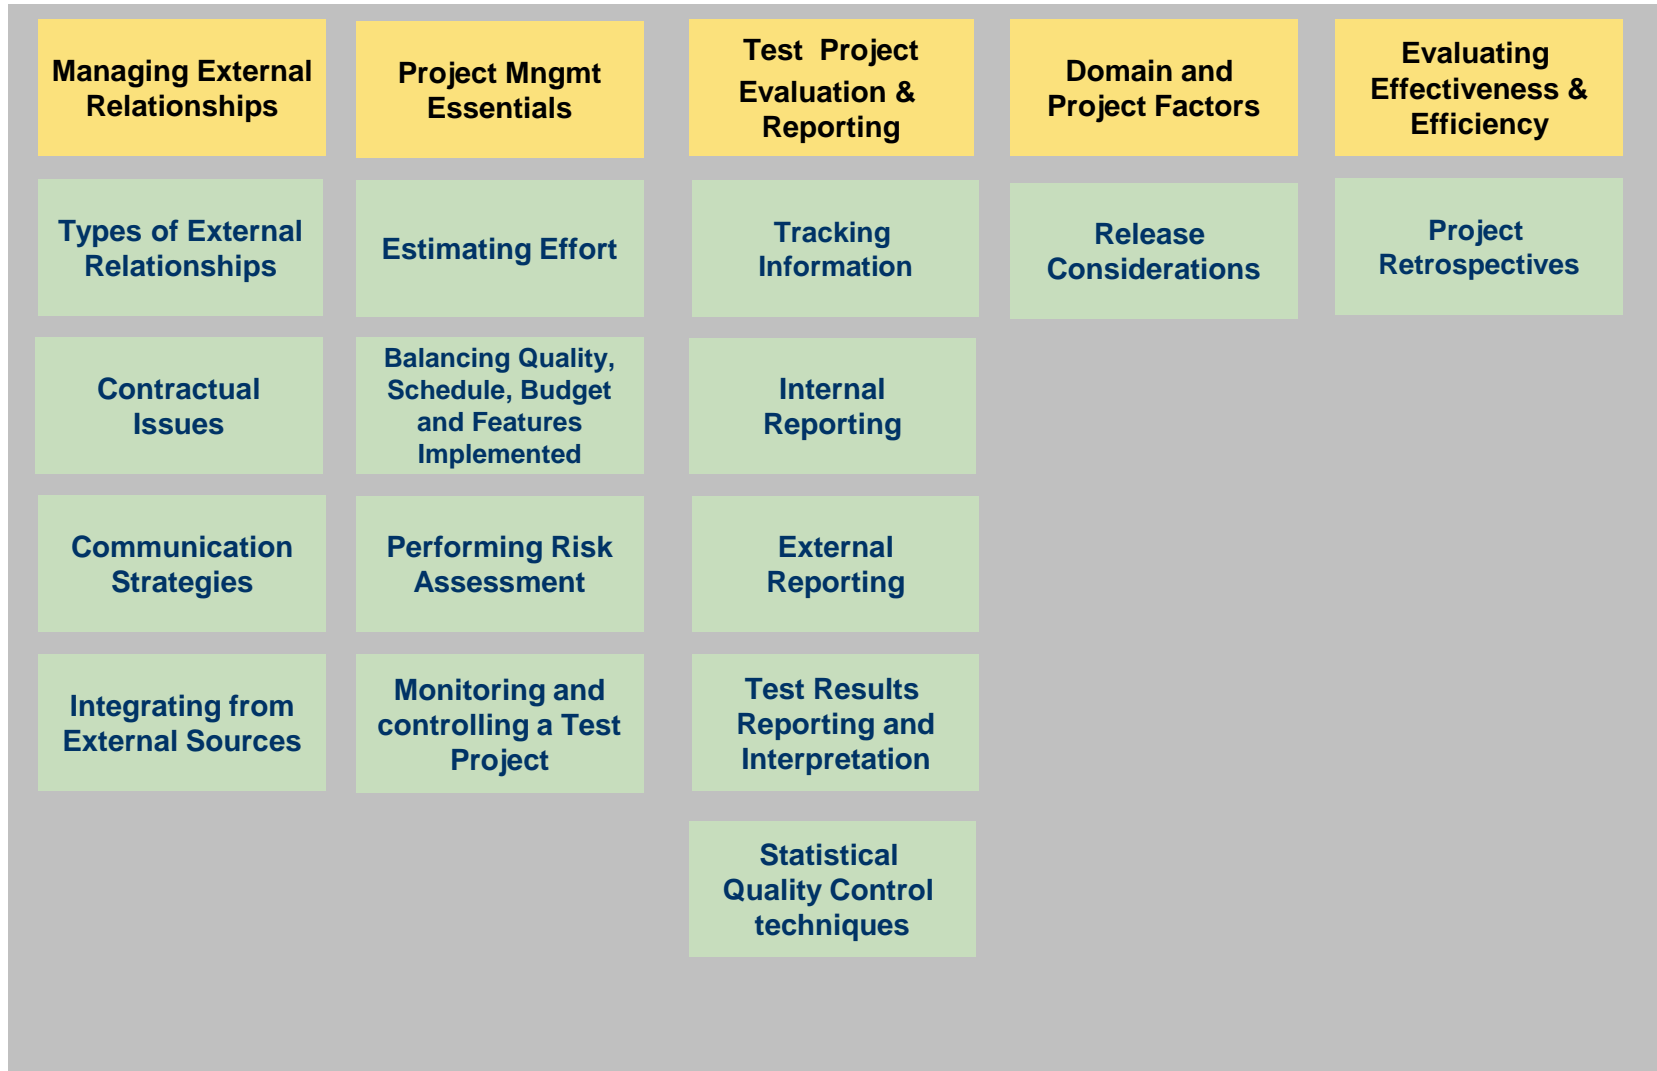 Managing External
Relationships
Project Mngmt
Essentials
Test Project
Evaluation &
Reporting
Domain and
Project Factors
Evaluating
Effectiveness &
Efficiency
Types of External
Relationships
Estimating Effort
Tracking
Information
Release
Considerations
Project
Retrospectives
Contractual
Issues
Balancing Quality,
Schedule, Budget
and Features
Implemented
Internal
Reporting
Communication
Strategies
Performing Risk
Assessment
External
Reporting
Integrating from
External Sources
Monitoring and
controlling a Test
Project
Test Results
Reporting and
Interpretation
Statistical
Quality Control
techniques